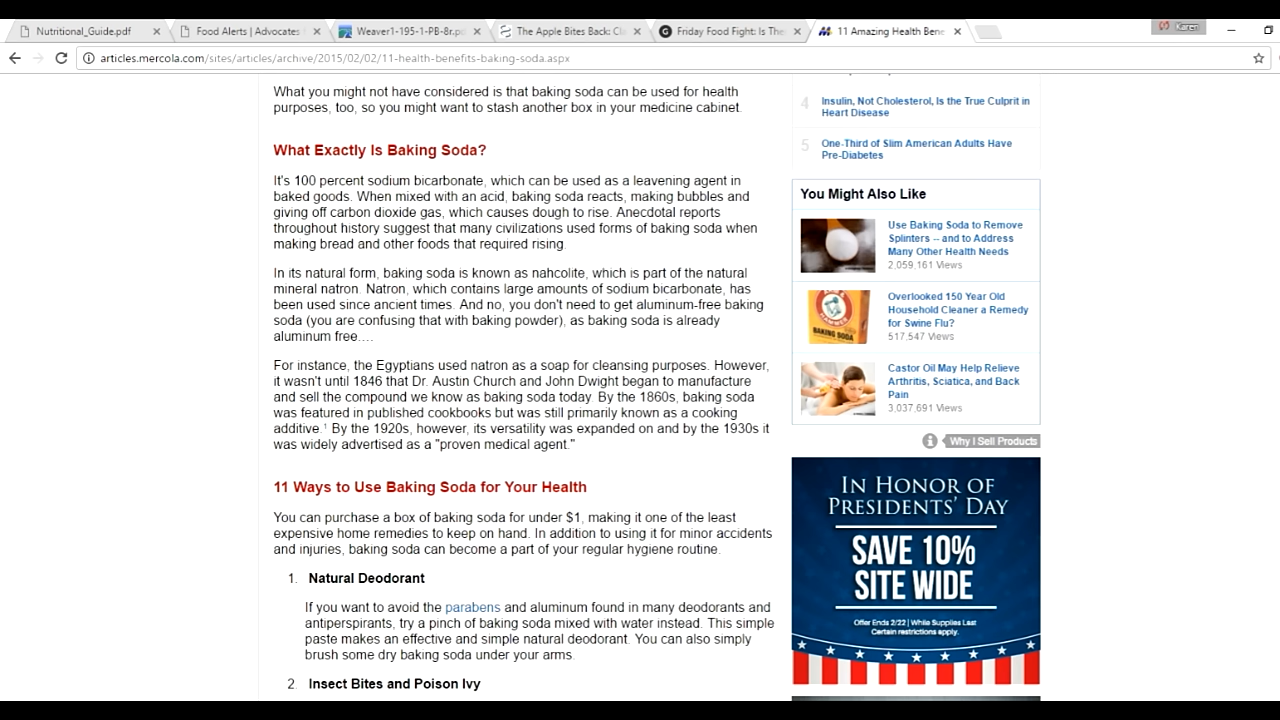 Nutritional_Guide.pdf
Food Alerts | Advocates
Weaver1-195-1-PB-8r.po
The Apple Bites Back: Cl
Friday Food Fight: Is The
11 Amazing Health Bene
Karen
articles.mercola.com/sites/articles/archive/2015/02/02/11-health-benefits-baking-soda.aspx
What you might not have considered is that baking soda can be used for health
purposes, too, so you might want to stash another box in your medicine cabinet.
What Exactly Is Baking Soda?
It's 100 percent sodium bicarbonate, which can be used as a leavening agent in
baked goods. When mixed with an acid, baking soda reacts, making bubbles and
giving off carbon dioxide gas, which causes dough to rise. Anecdotal reports
throughout history suggest that many civilizations used forms of baking soda when
making bread and other foods that required rising.
In its natural form, baking soda is known as nahcolite, which is part of the natural
mineral natron. Natron, which contains large amounts of sodium bicarbonate, has
been used since ancient times. And no, you don't need to get aluminum-free baking
soda (you are confusing that with baking powder), as baking soda is already
aluminum free….
For instance, the Egyptians used natron as a soap for cleansing purposes. However,
it wasn't until 1846 that Dr. Austin Church and John Dwight began to manufacture
and sell the compound we know as baking soda today. By the 1860s, baking soda
was featured in published cookbooks but was still primarily known as a cooking
additive.1 By the 1920s, however, its versatility was expanded on and by the 1930s it
was widely advertised as a "proven medical agent."
11 Ways to Use Baking Soda for Your Health
You can purchase a box of baking soda for under $1, making it one of the least
expensive home remedies to keep on hand. In addition to using it for minor accidents
and injuries, baking soda can become a part of your regular hygiene routine.
1. Natural Deodorant
If you want to avoid the parabens and aluminum found in many deodorants and
antiperspirants, try a pinch of baking soda mixed with water instead. This simple
paste makes an effective and simple natural deodorant. You can also simply
brush some dry baking soda under your arms.
2. Insect Bites and Poison Ivy
4 Insulin, Not Cholesterol, Is the True Culprit in
Heart Disease
5 One-Third of Slim American Adults Have
Pre-Diabetes
You Might Also Like
Use Baking Soda to Remove
Splinters -- and to Address
Many Other Health Needs
2,059,161 Views
BAKING SODA
Overlooked 150 Year Old
Household Cleaner a Remedy
for Swine Flu?
517,547 Views
Castor Oil May Help Relieve
Arthritis, Sciatica, and Back
Pain
3,037,691 Views
Why I Sell Products
IN HONOR OF
PRESIDENTS' DAY
SAVE 10%
SITE WIDE
Offer Ends 2/22 | While Supplies Last
Certain restrictions apply.